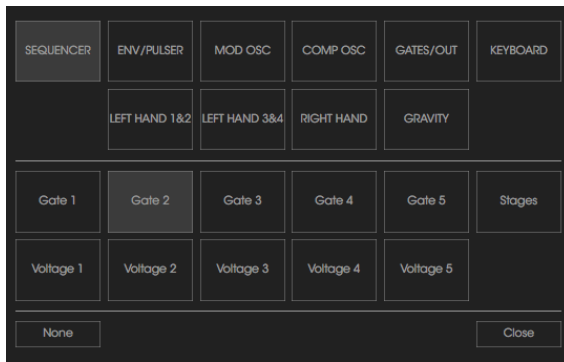 SEQUENCER ENV/PULSER MOD OSC COMP OSC GATES/OUT KEYBOARD
LEFT HAND 1&2 LEFT HAND 3&4 RIGHT HAND GRAVITY
Gate 1 Gate 2 Gate 3 Gate 4 Gate 5 Stages
Voltage 1 Voltage 2 Voltage 3 Voltage 4 Voltage 5
None Close